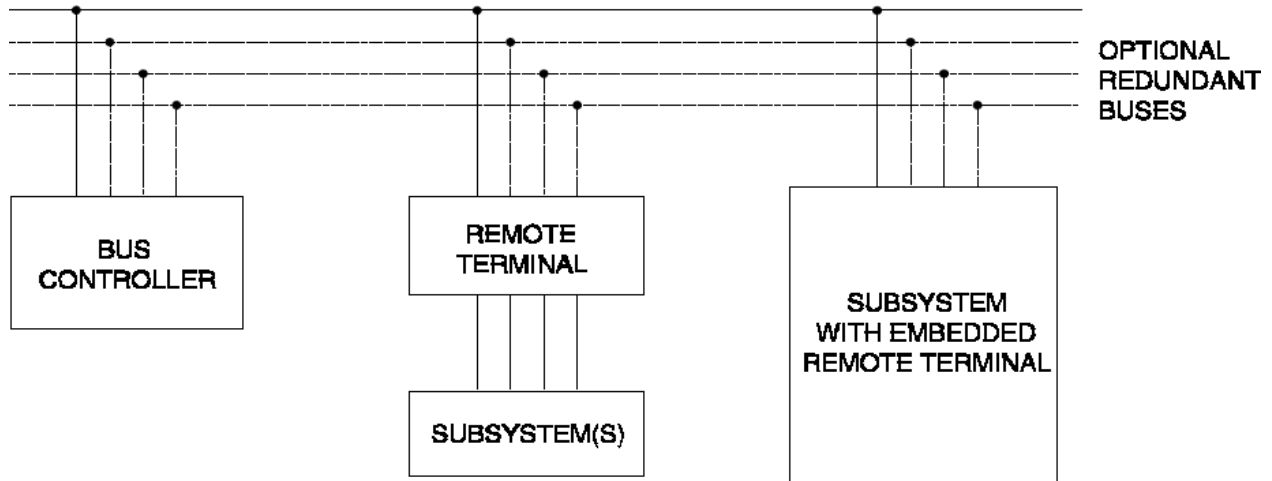 OPTIONAL
REDUNDANT
BUSES
BUS
CONTROLLER
REMOTE
TERMINAL
SUBSYSTEM(S)
SUBSYSTEM
WITH EMBEDDED
REMOTE TERMINAL